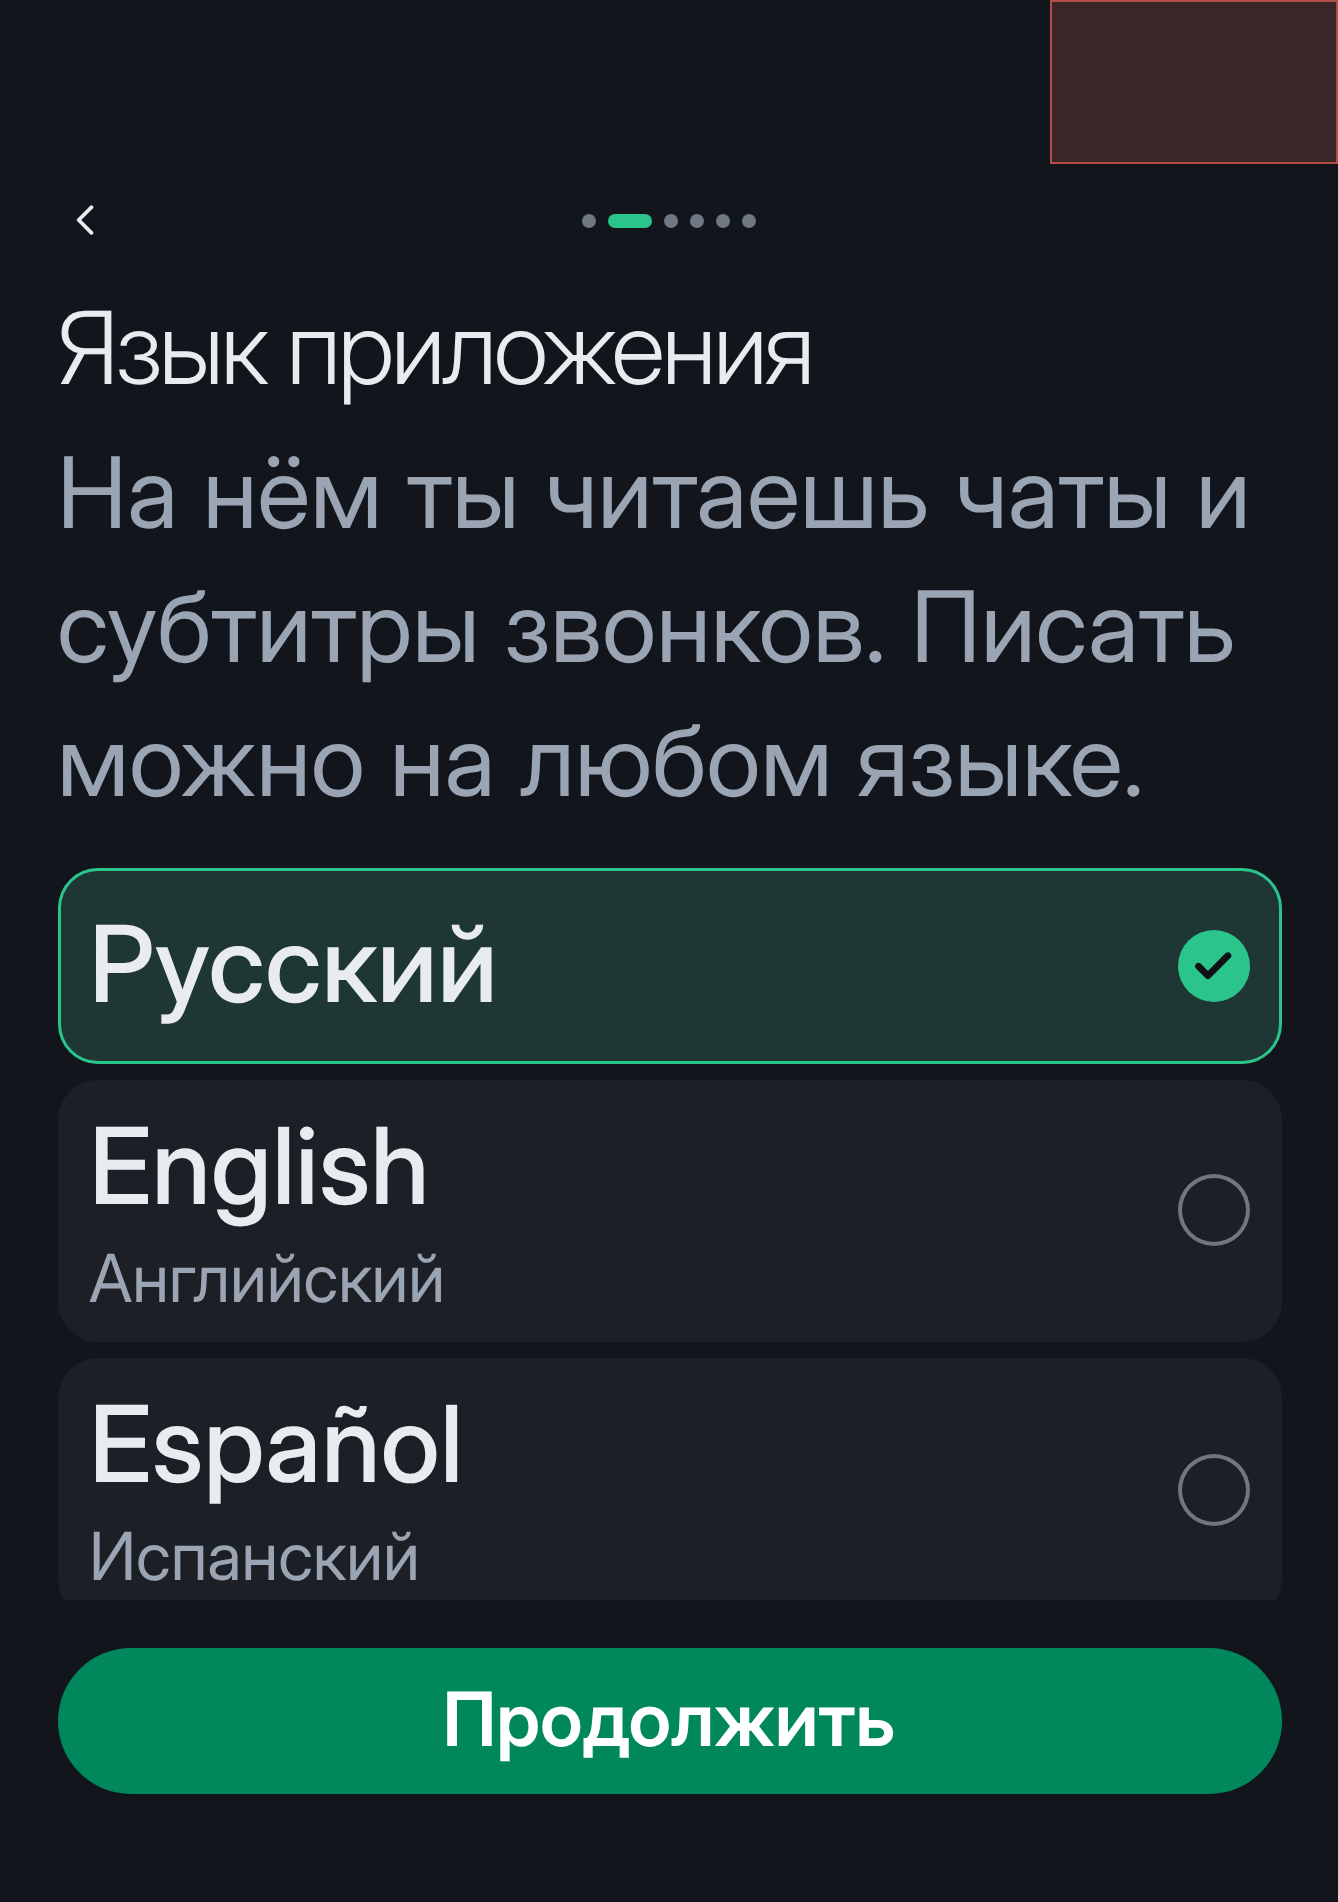 Язык приложения
На нём ты читаешь чаты и
субтитры звонков. Писать
можно на любом языке.
Русский
English
Английский
Español
Испанский
Продолжить